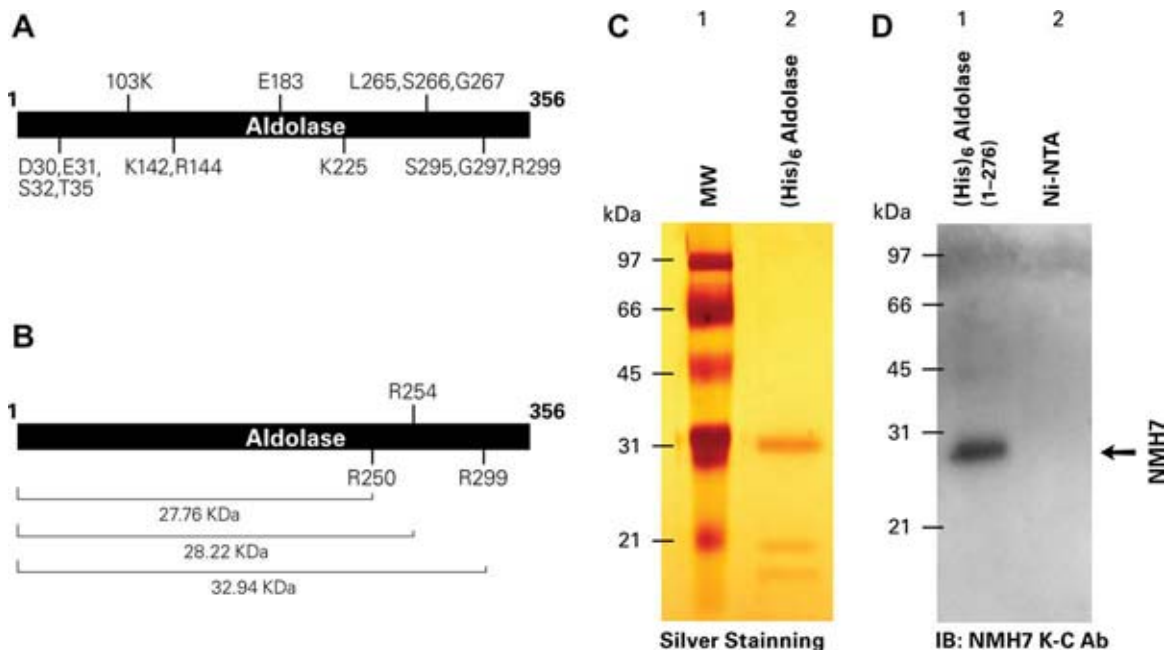 A
1
103K
E183
L265,S266,G267
356
Aldolase
D30,E31,
S32,T35
K142,R144
K225
S295,G297,R299
B
1
R254
356
Aldolase
R250
R299
27.76 KDa
28.22 KDa
32.94 KDa
C
1
2
MW
(His)6 Aldolase
kDa
97
66
45
31
21
Silver Stainning
D
1
2
(His)6 Aldolase
(1–276)
Ni-NTA
kDa
97
66
45
31
21
NMH7
IB: NMH7 K-C Ab